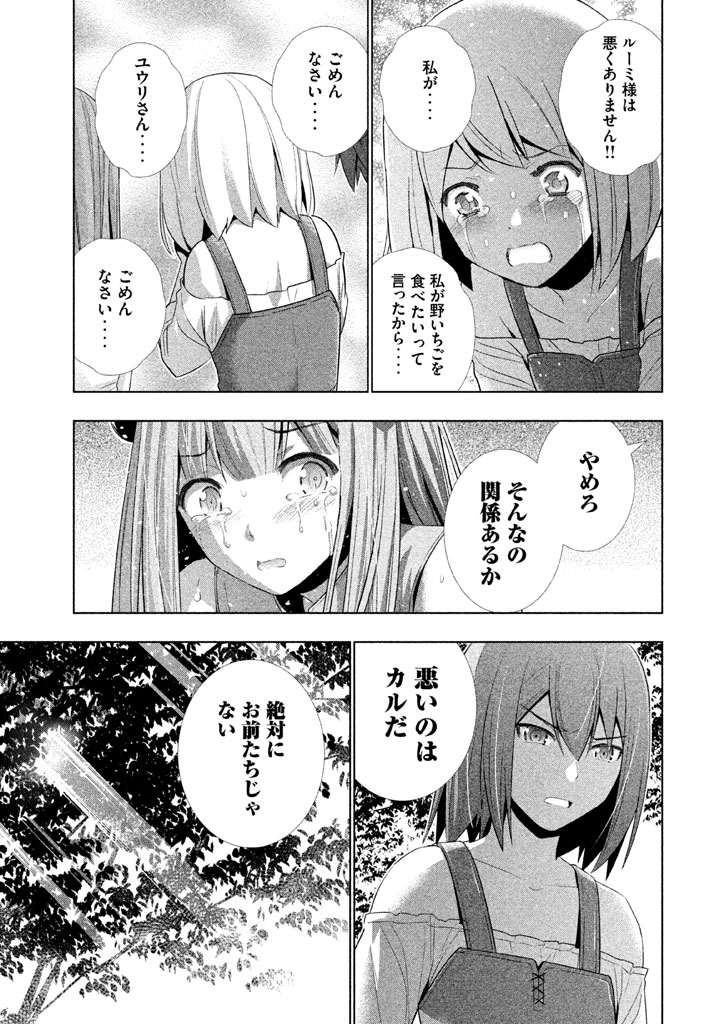 ルーミ様は
悪くありません!!
私が
‥‥
私が野いちごを
食べたいって
言ったから‥‥
ごめん
なさい
‥‥
ユウリさん
‥‥
ごめん
なさい
‥‥
やめろ
そんなの
関係あるか
悪いのは
カルだ
絶対に
お前たちじゃ
ない